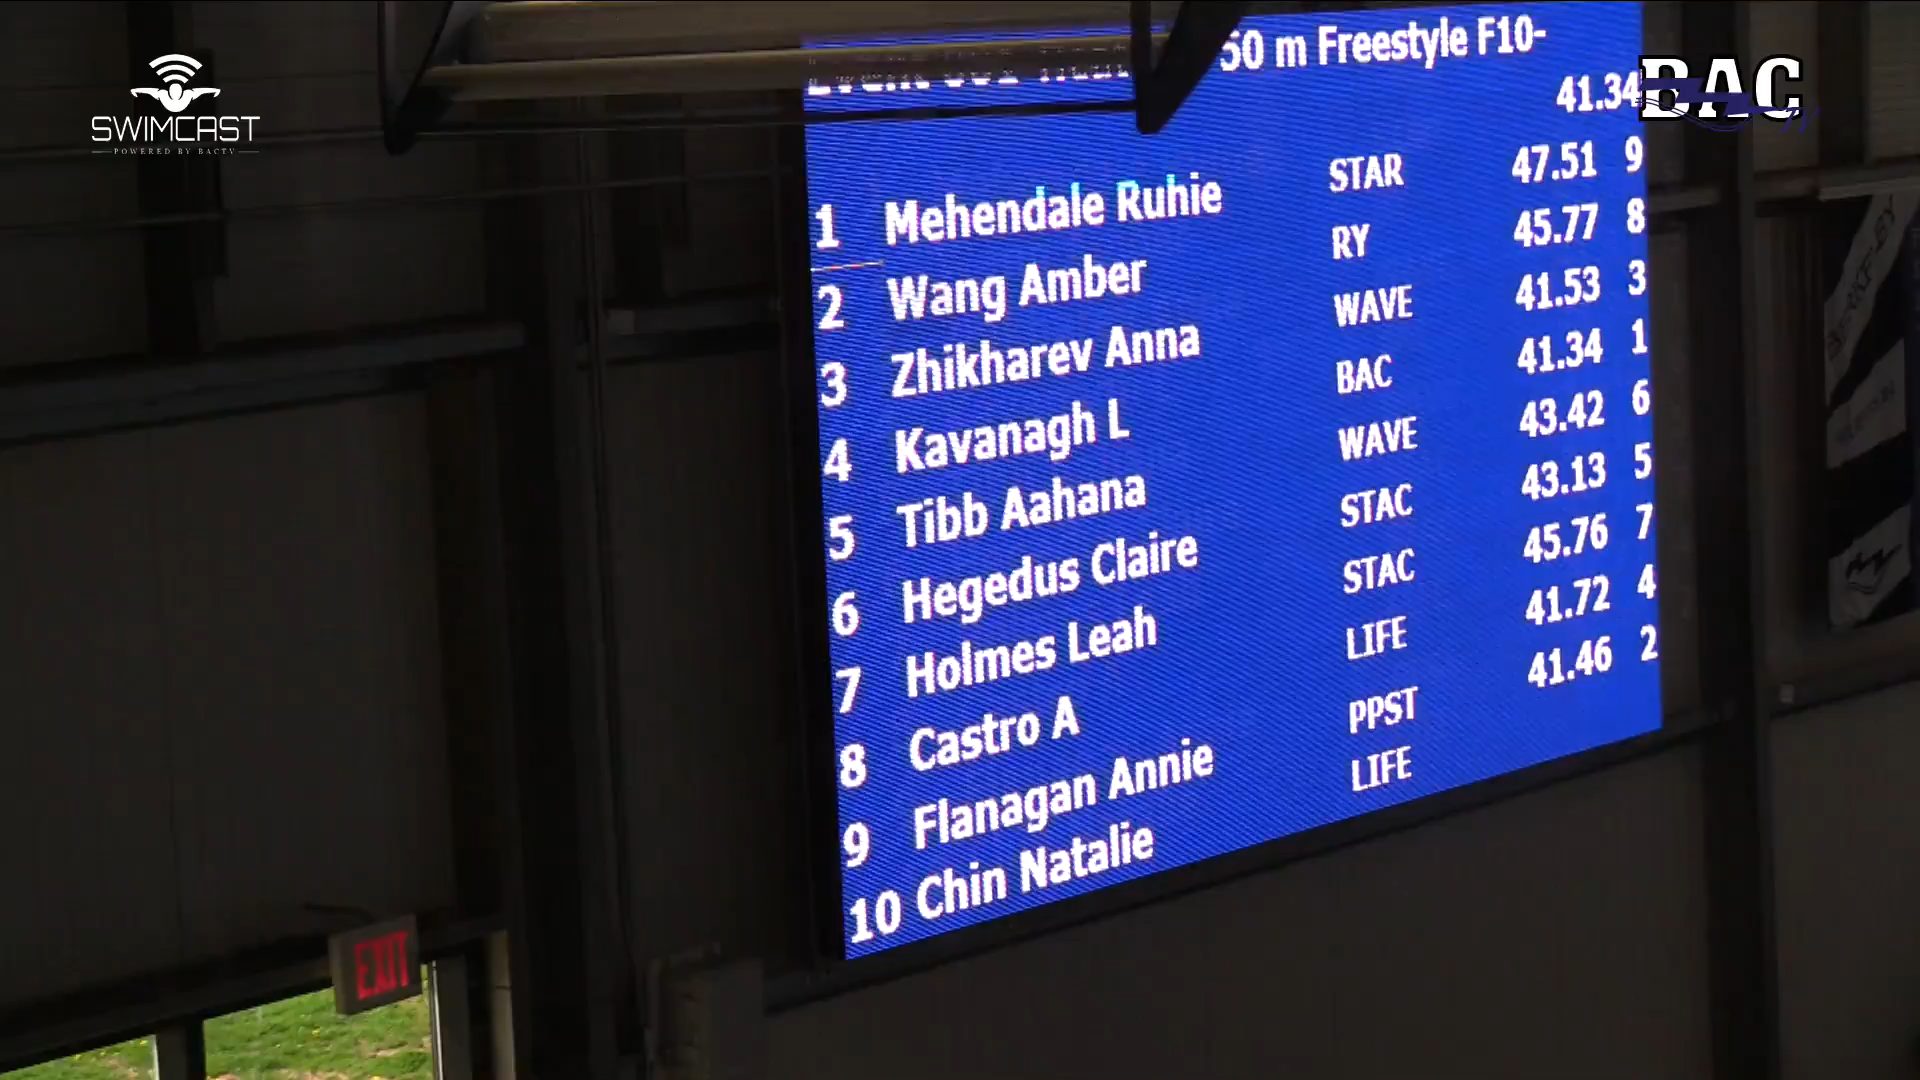 SWIMCAST
POWERED BY BACTV
BAC
50 m Freestyle F10-
41.34
1 Mehendale Ruhie STAR 47.51 9
2 Wang Amber RY 45.77 8
3 Zhikharev Anna WAVE 41.53 3
4 Kavanagh L BAC 41.34 1
5 Tibb Aahana WAVE 43.42 6
6 Hegedus Claire STAC 43.13 5
7 Holmes Leah STAC 45.76 7
8 Castro A LIFE 41.72 4
9 Flanagan Annie PPST 41.46 2
10 Chin Natalie LIFE
EXIT